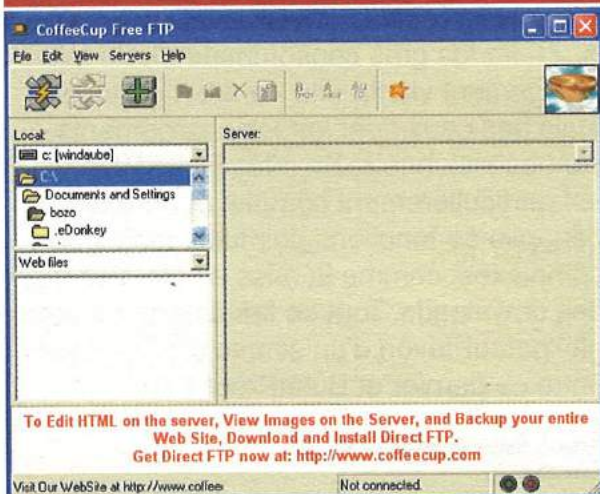 CoffeeCup Free FTP
File Edit View Servers Help
Local:
Server:
c: [windaube]
C:\
Documents and Settings
bozo
.eDonkey
Web files
To Edit HTML on the server, View Images on the Server, and Backup your entire
Web Site, Download and Install Direct FTP.
Get Direct FTP now at: http://www.coffeecup.com
Visit Our WebSite at http://www.coffee
Not connected.